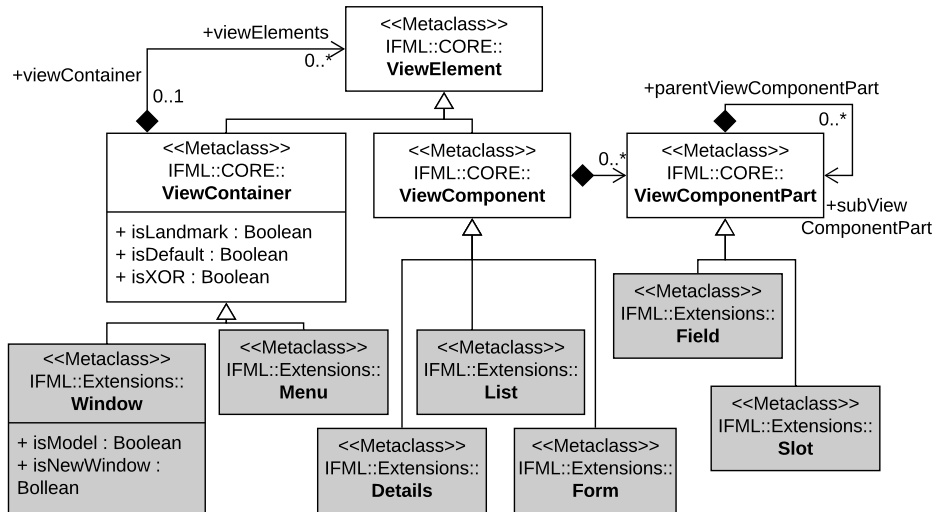 <<Metaclass>>
IFML::CORE::
ViewElement
+viewElements
0..*
+viewContainer
0..1
<<Metaclass>>
IFML::CORE::
ViewContainer
+ isLandmark : Boolean
+ isDefault : Boolean
+ isXOR : Boolean
<<Metaclass>>
IFML::CORE::
ViewComponent
0..*
+parentViewComponentPart
0..*
<<Metaclass>>
IFML::CORE::
ViewComponentPart
+subView
ComponentPart
<<Metaclass>>
IFML::Extensions::
Window
+ isModel : Boolean
+ isNewWindow :
Bollean
<<Metaclass>>
IFML::Extensions::
Menu
<<Metaclass>>
IFML::Extensions::
List
<<Metaclass>>
IFML::Extensions::
Details
<<Metaclass>>
IFML::Extensions::
Form
<<Metaclass>>
IFML::Extensions::
Field
<<Metaclass>>
IFML::Extensions::
Slot